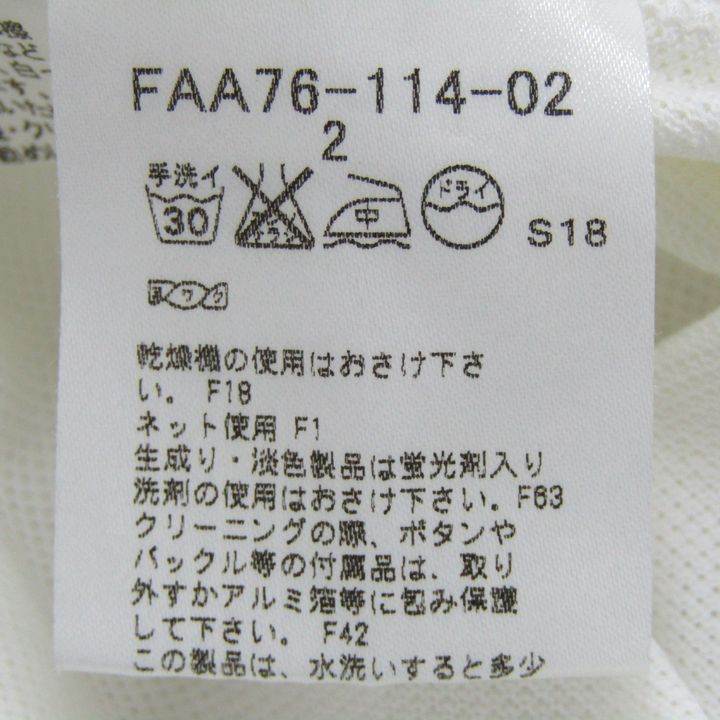 FAA76-114-02
2
手洗イ
30
中
ドライ
S18
ヨワク
乾燥機の使用はおさけ下さ
い。 F18
ネット使用 F1
生成り・淡色製品は蛍光剤入り
洗剤の使用はおさけ下さい。F63
クリーニングの際、ボタンや
バックル等の付属品は、取り
外すかアルミ箔等に包み保護
して下さい。 F42
この製品は、水洗いすると多少